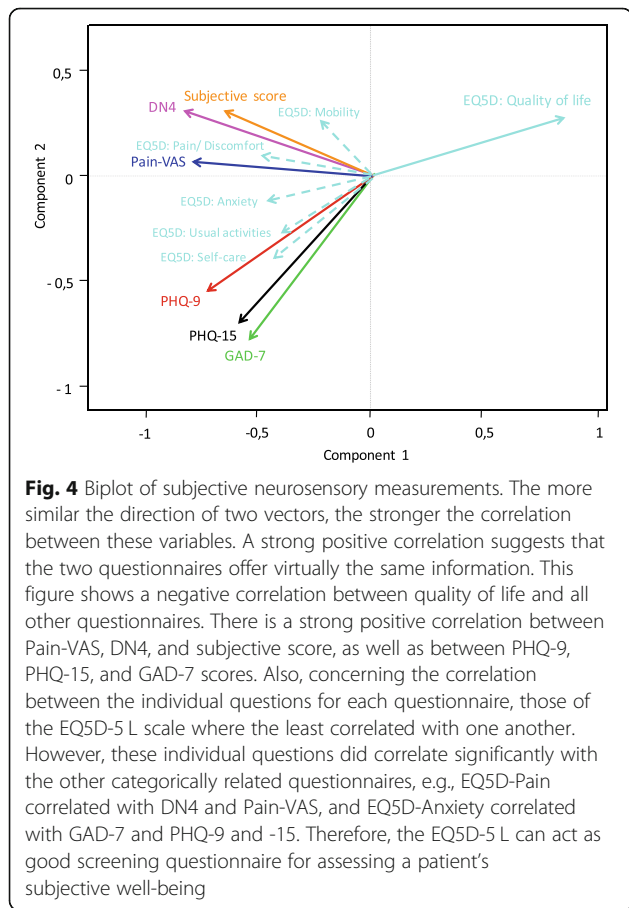 0,5
Subjective score
DN4
EQ5D: Mobility
EQ5D: Quality of life
EQ5D: Pain/ Discomfort
Pain-VAS
0
EQ5D: Anxiety
EQ5D: Usual activities
EQ5D: Self-care
- 0,5
PHQ-9
PHQ-15
GAD-7
- 1
Component 2
-1
-0,5
0
0,5
1
Component 1
Fig. 4 Biplot of subjective neurosensory measurements. The more
similar the direction of two vectors, the stronger the correlation
between these variables. A strong positive correlation suggests that
the two questionnaires offer virtually the same information. This
figure shows a negative correlation between quality of life and all
other questionnaires. There is a strong positive correlation between
Pain-VAS, DN4, and subjective score, as well as between PHQ-9,
PHQ-15, and GAD-7 scores. Also, concerning the correlation
between the individual questions for each questionnaire, those of
the EQ5D-5 L scale where the least correlated with one another.
However, these individual questions did correlate significantly with
the other categorically related questionnaires, e.g., EQ5D-Pain
correlated with DN4 and Pain-VAS, and EQ5D-Anxiety correlated
with GAD-7 and PHQ-9 and -15. Therefore, the EQ5D-5 L can act as
good screening questionnaire for assessing a patient's
subjective well-being